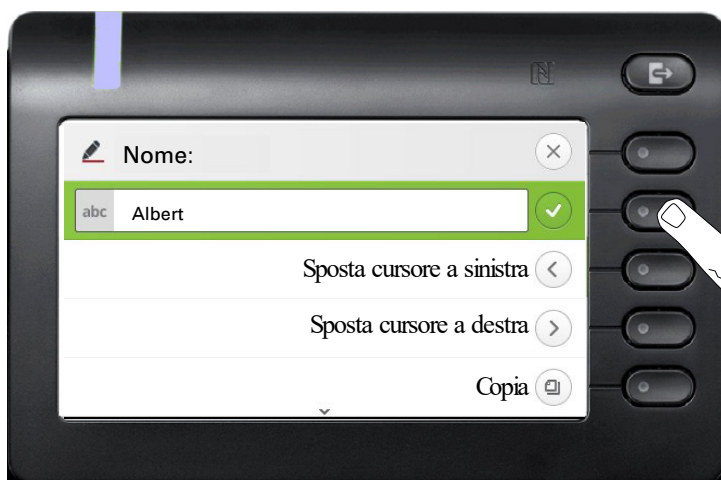 Nome:
abc Albert
Sposta cursore a sinistra
Sposta cursore a destra
Copia